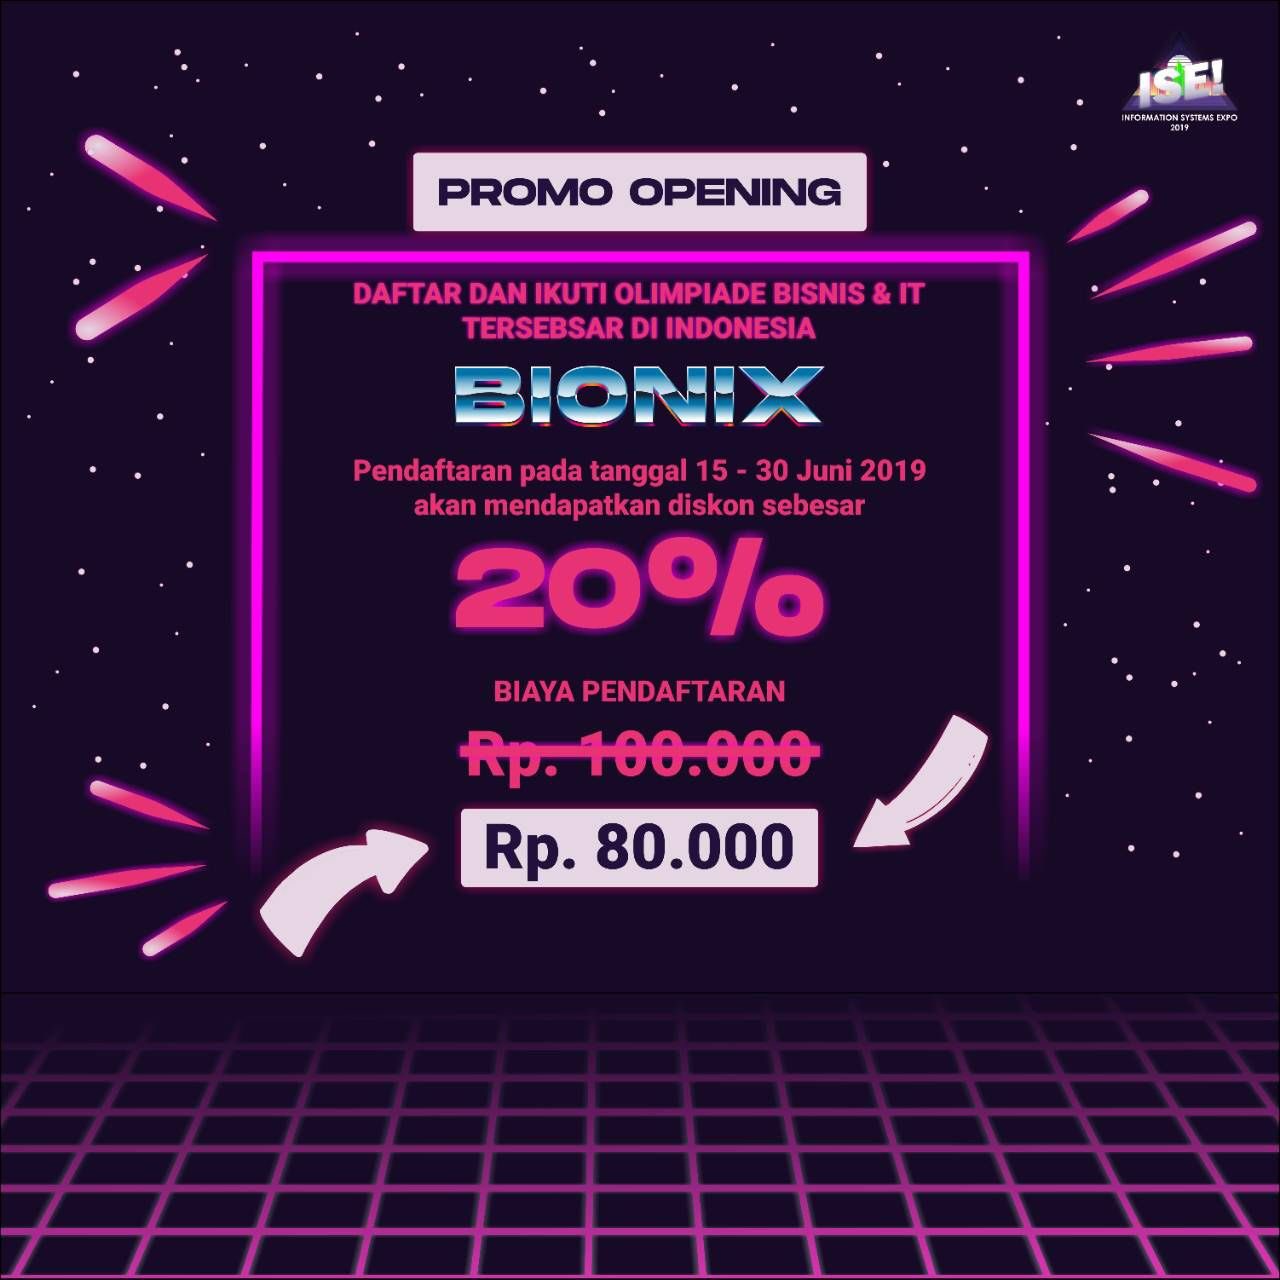 ISE!
INFORMATION SYSTEMS EXPO
2019
PROMO OPENING
DAFTAR DAN IKUTI OLIMPIADE BISNIS & IT
TERSEBSAR DI INDONESIA
BIONIX
Pendaftaran pada tanggal 15 - 30 Juni 2019
akan mendapatkan diskon sebesar
20%
BIAYA PENDAFTARAN
Rp. 100.000
Rp. 80.000